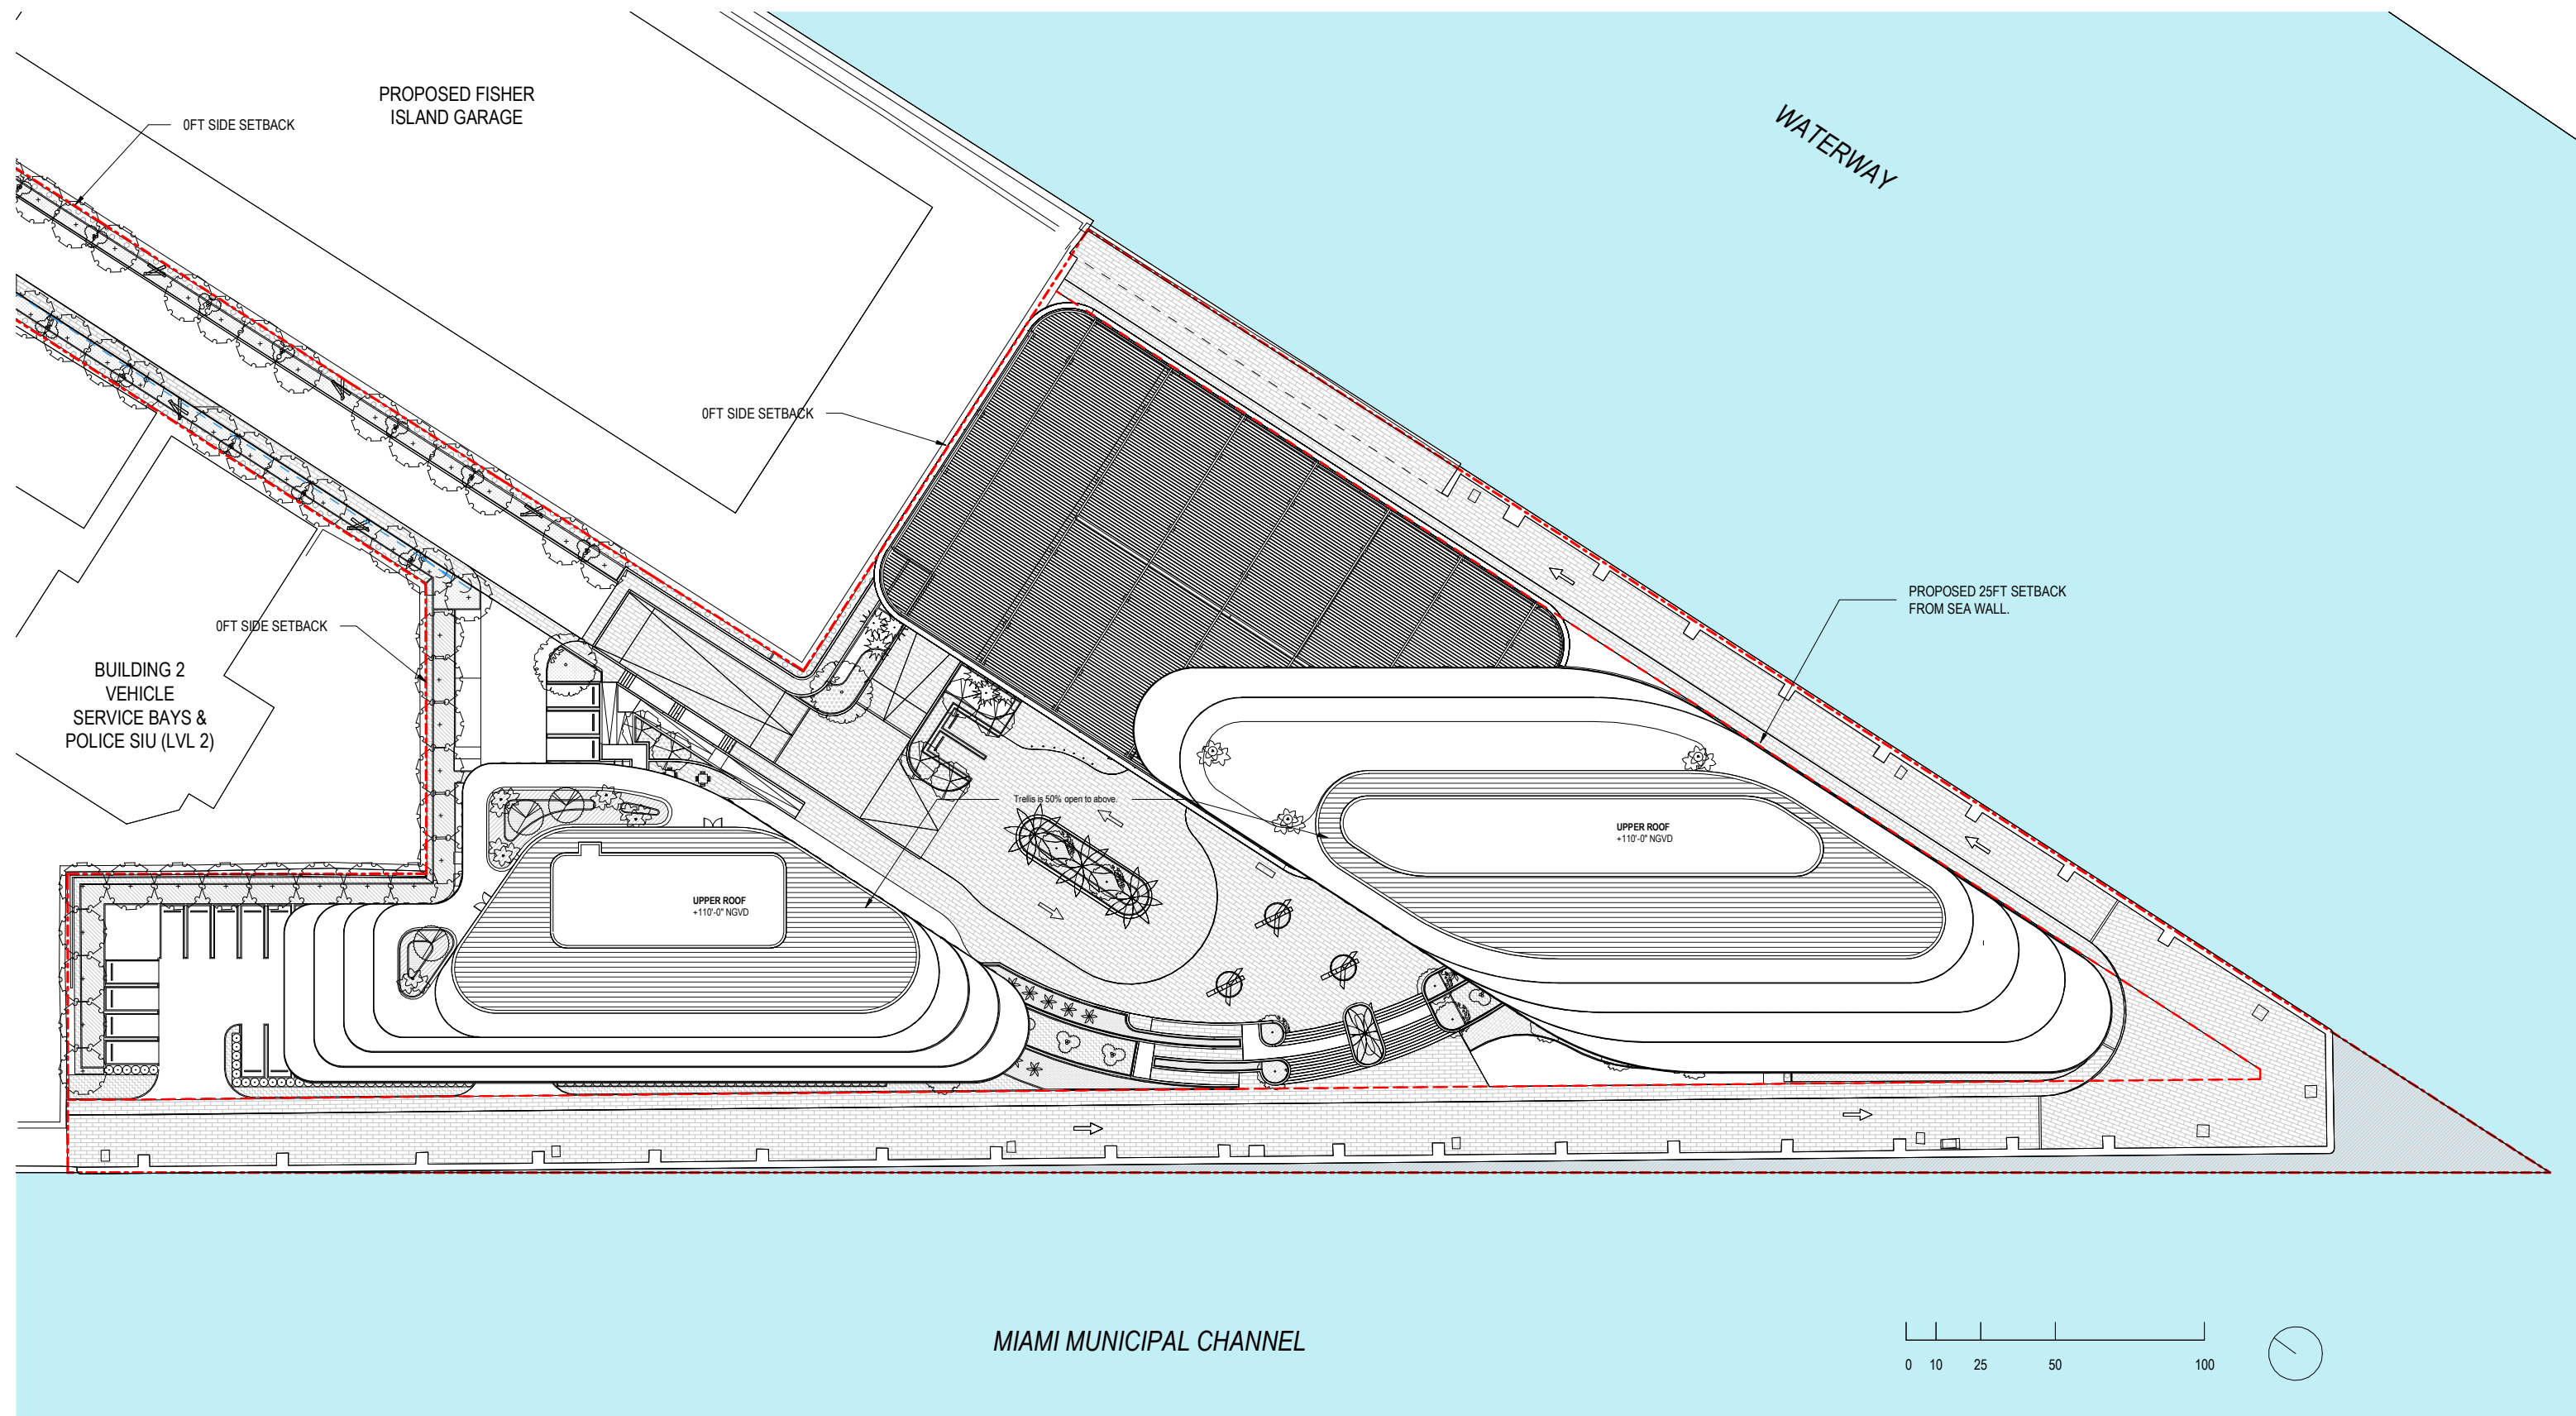 PROPOSED FISHER
ISLAND GARAGE
0FT SIDE SETBACK
WATERWAY
0FT SIDE SETBACK
PROPOSED 25FT SETBACK
FROM SEA WALL.
0FT SIDE SETBACK
BUILDING 2
VEHICLE
SERVICE BAYS &
POLICE SIU (LVL 2)
Trellis is 50% open to above.
UPPER ROOF
+110'-0" NGVD
UPPER ROOF
+110'-0" NGVD
MIAMI MUNICIPAL CHANNEL
0 10 25 50 100